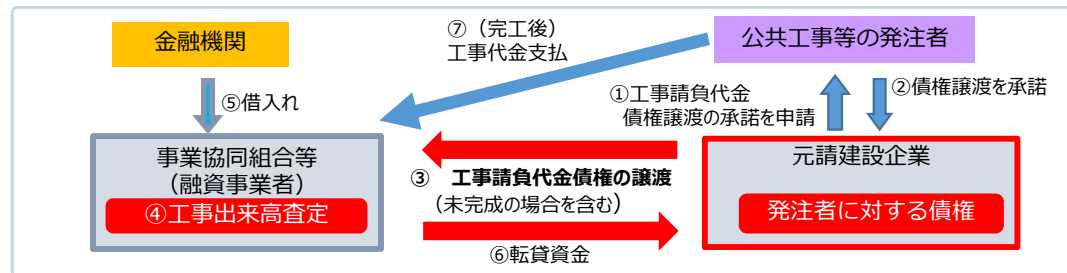 金融機関
⑦（完工後）
工事代金支払
公共工事等の発注者
⑤借入れ
①工事請負代金
債権譲渡の承諾を申請
②債権譲渡を承諾
事業協同組合等
（融資事業者）
④工事出来高査定
③　工事請負代金債権の譲渡
（未完成の場合を含む）
⑥転貸資金
元請建設企業
発注者に対する債権